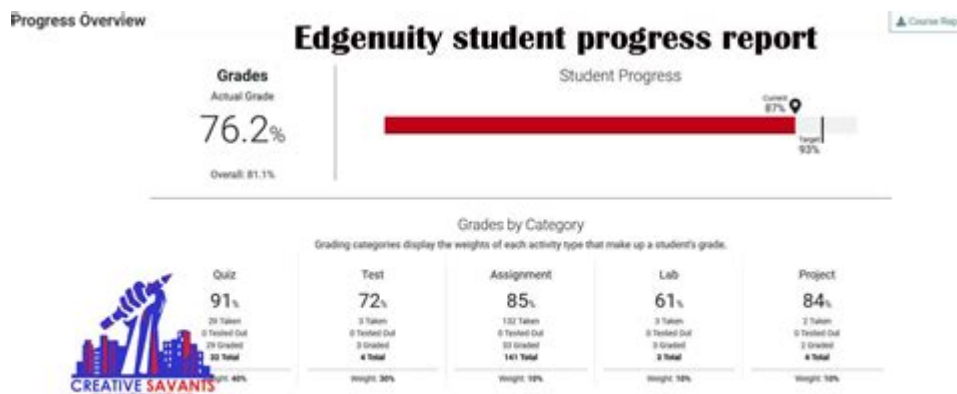 Progress Overview
Course Rep
Edgenuity student progress report
Grades
Actual Grade
76.2%
Overall: 81.1%
Student Progress
Current
87%
Target
93%
Grades by Category
Grading categories display the weights of each activity type that make up a student's grade.
Quiz
91%
29 Taken
0 Tested Out
29 Graded
32 Total
Weight: 40%
Test
72%
3 Taken
0 Tested Out
3 Graded
4 Total
Weight: 30%
Assignment
85%
132 Taken
0 Tested Out
33 Graded
141 Total
Weight: 10%
Lab
61%
3 Taken
0 Tested Out
3 Graded
3 Total
Weight: 10%
Project
84%
2 Taken
0 Tested Out
2 Graded
4 Total
Weight: 10%
CREATIVE SAVANTS